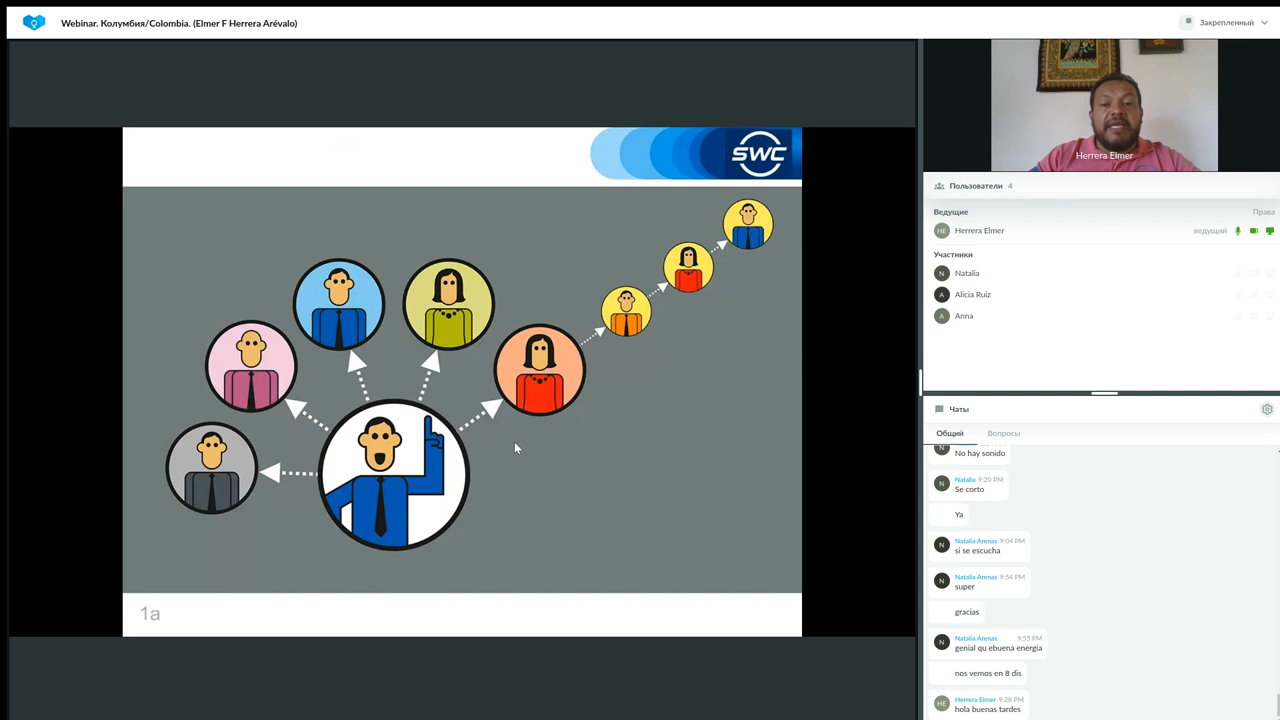 Webinar. Колумбия/Colombia. (Elmer F Herrera Arévalo)
Закрепленный
SWC
1a
Herrera Elmer
Пользователи 4
Ведущие Права
HE Herrera Elmer ведущий
Участники
N Natalia
A Alicia Ruiz
A Anna
Чаты
Общий Вопросы
No hay sonido
N Natalia 9:20 PM
Se corto
Ya
N Natalia Arenas 9:04 PM
si se escucha
N Natalia Arenas 9:54 PM
super
gracias
N Natalia Arenas 9:55 PM
genial qu ebuena energia
nos vemos en 8 dis
HE Herrera Elmer 9:28 PM
hola buenas tardes